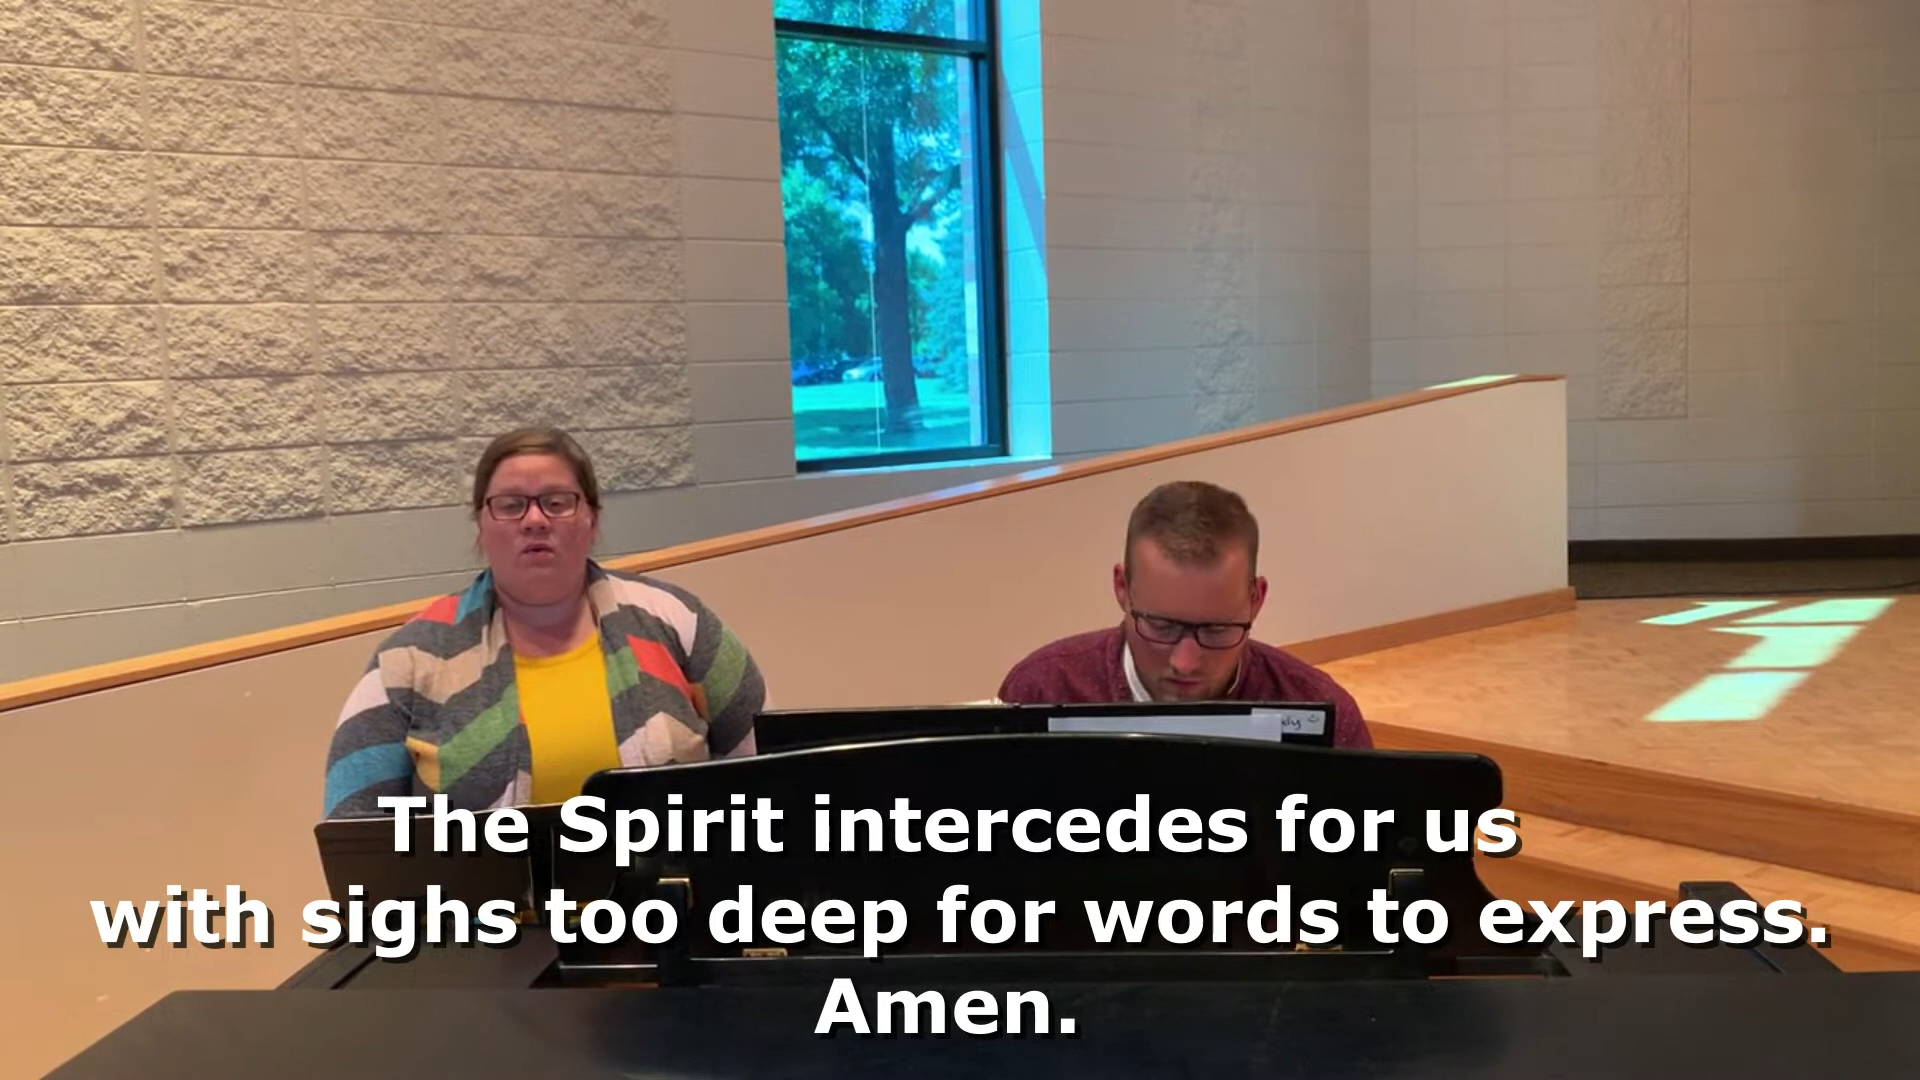 The Spirit intercedes for us
with sighs too deep for words to express.
Amen.